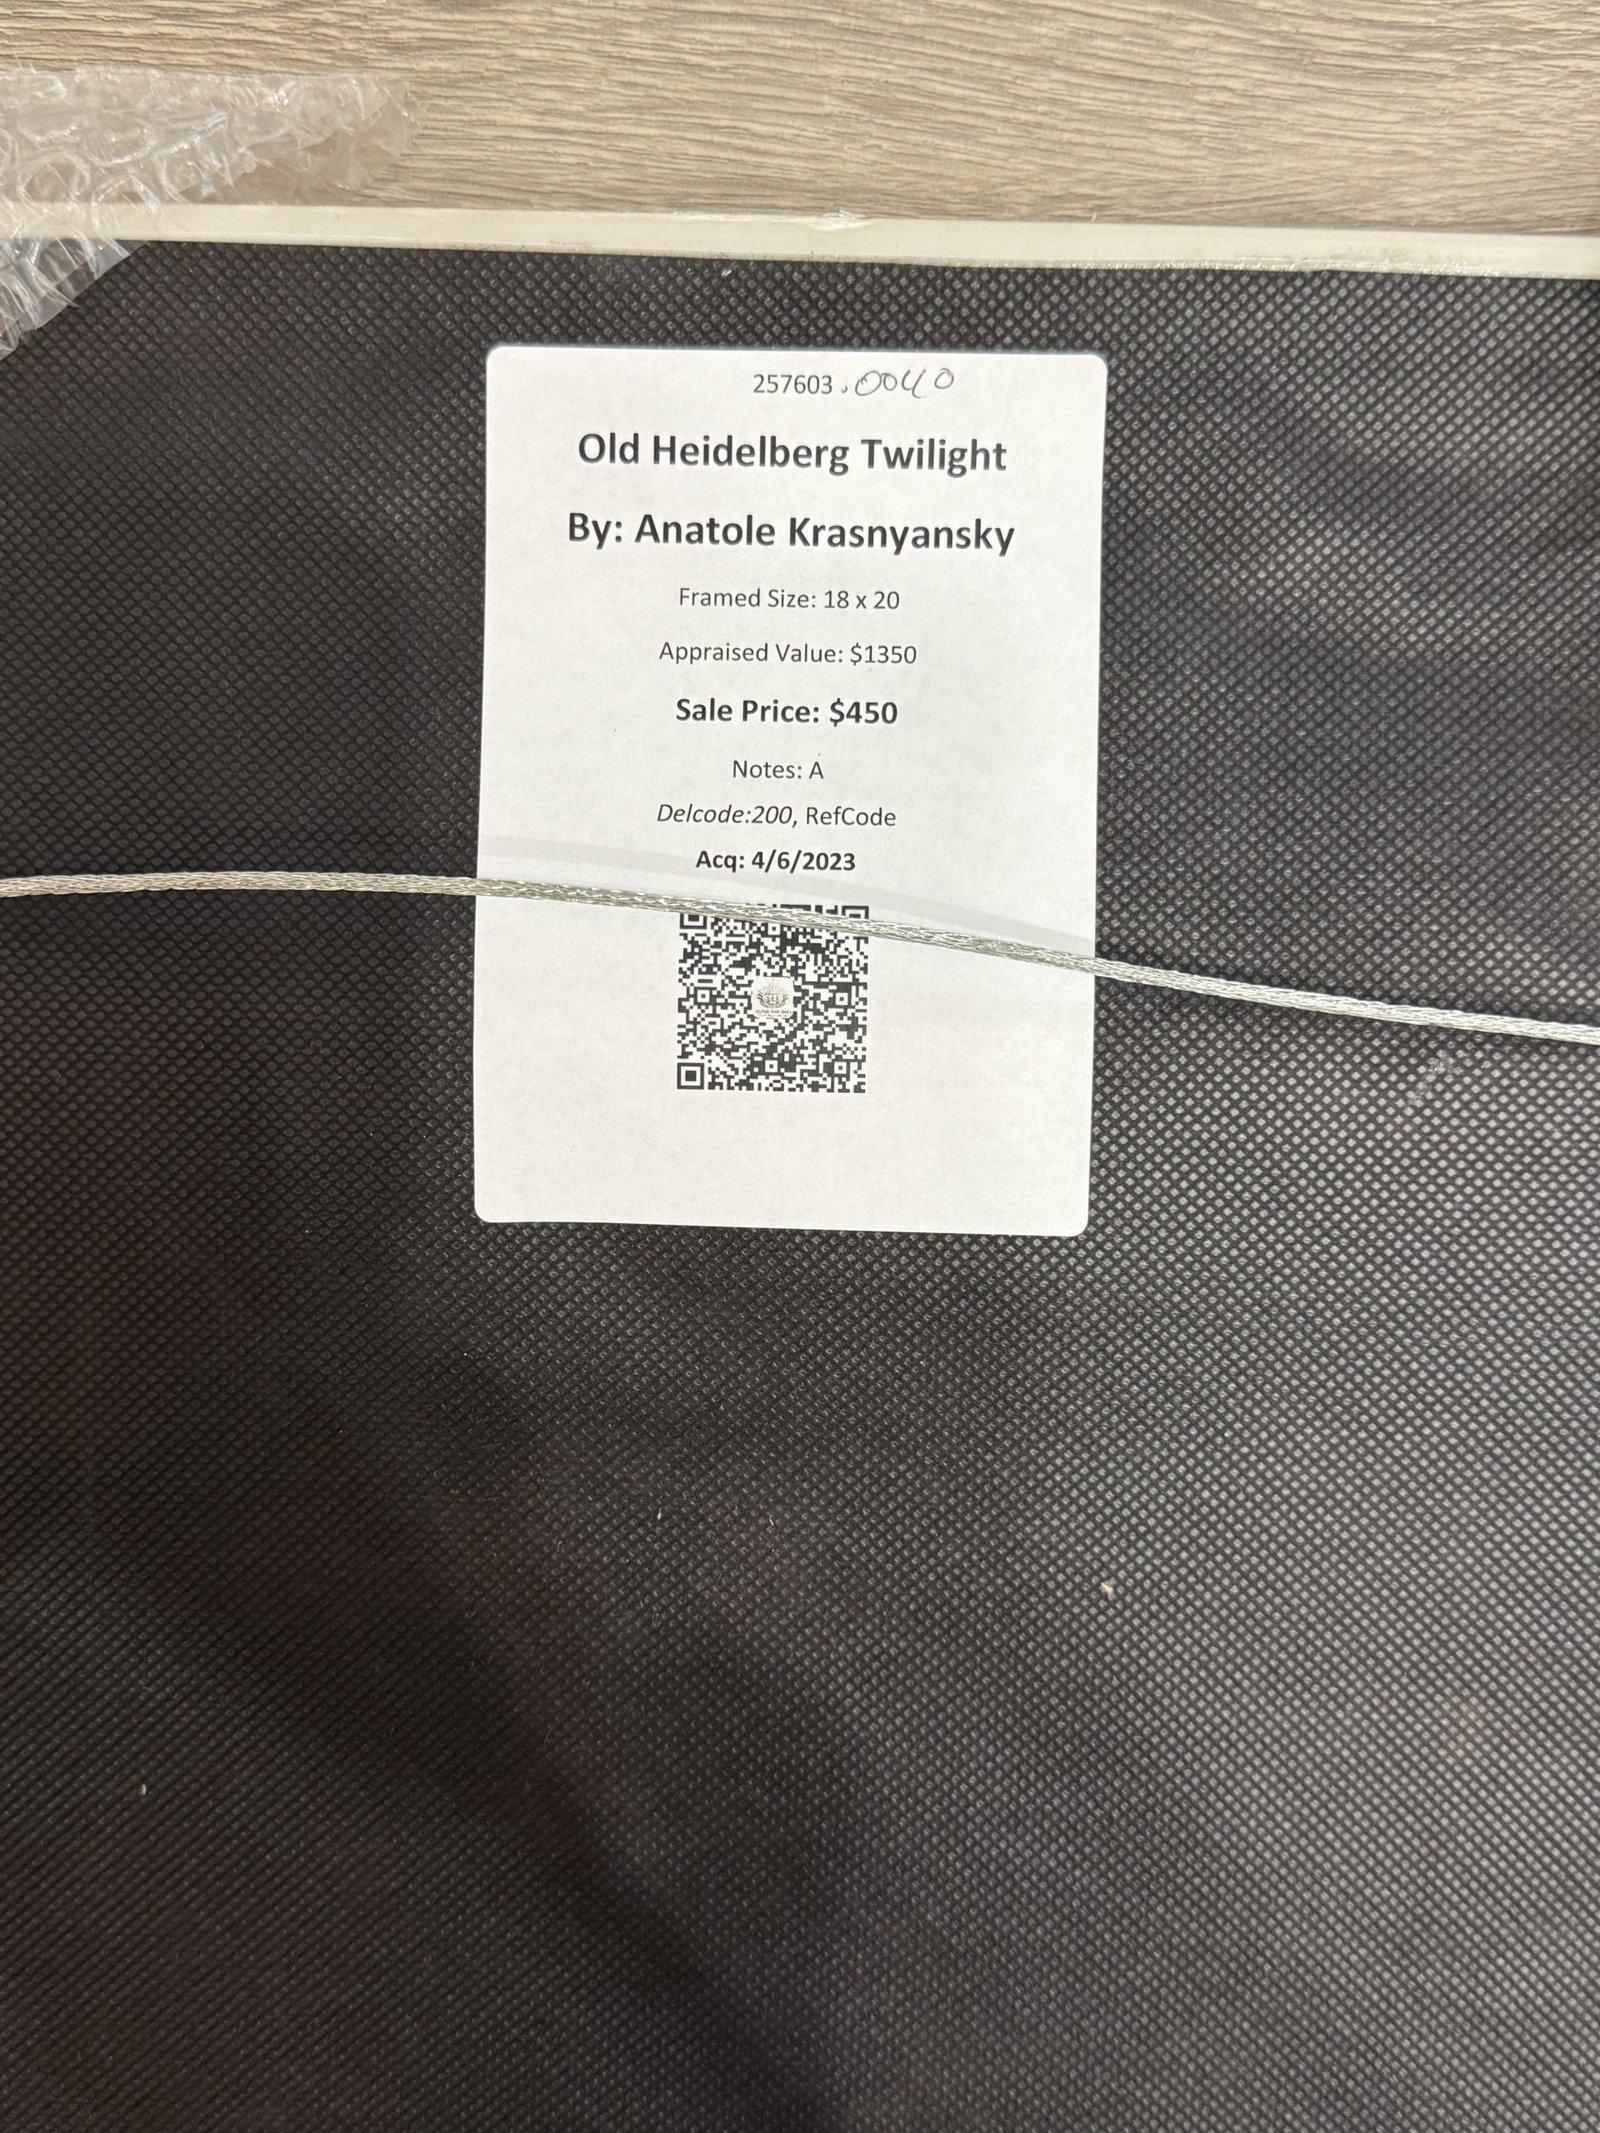 257603.0040
Old Heidelberg Twilight
By: Anatole Krasnyansky
Framed Size: 18 x 20
Appraised Value: $1350
Sale Price: $450
Notes: A
Delcode:200, RefCode
Acq: 4/6/2023